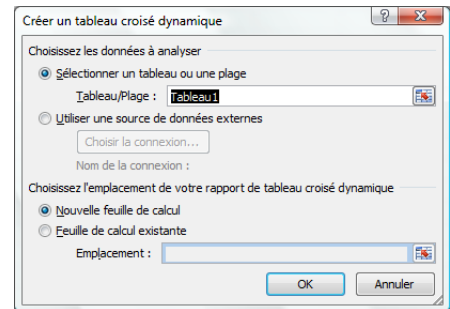 Créer un tableau croisé dynamique
Choisissez les données à analyser
Sélectionner un tableau ou une plage
Tableau/Plage : Tableau1
Utiliser une source de données externes
Choisir la connexion...
Nom de la connexion :
Choisissez l'emplacement de votre rapport de tableau croisé dynamique
Nouvelle feuille de calcul
Feuille de calcul existante
Emplacement :
OK Annuler